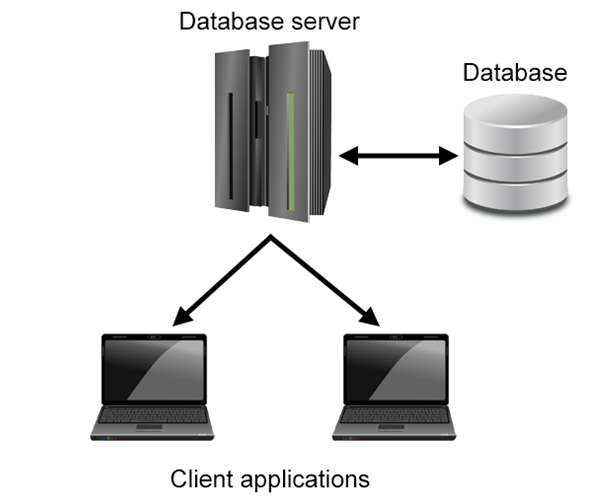 Database server
Database
Client applications